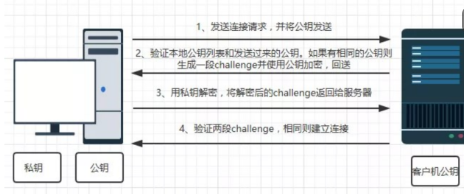 1、发送连接请求，并将公钥发送
2、验证本地公钥列表和发送过来的公钥。如果有相同的公钥则
生成一段challenge并使用公钥加密，回送
3、用私钥解密，将解密后的challenge返回给服务器
4、验证两段challenge，相同则建立连接
私钥
公钥
客户机公钥